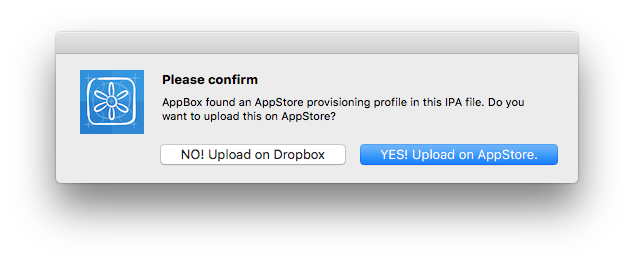 Please confirm
AppBox found an AppStore provisioning profile in this IPA file. Do you
want to upload this on AppStore?
NO! Upload on Dropbox
YES! Upload on AppStore.